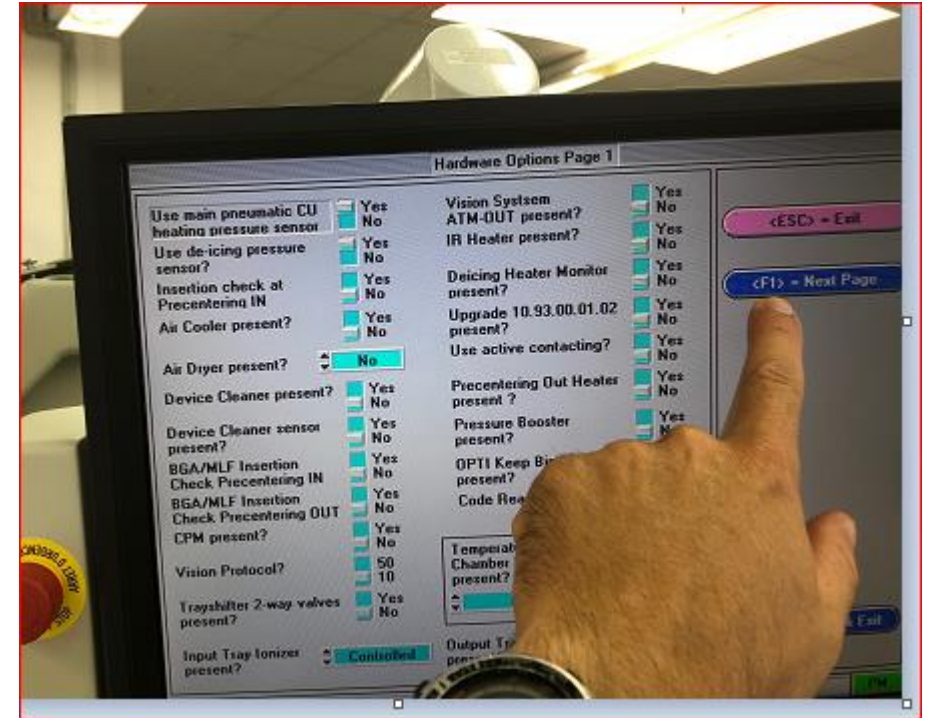 Hardware Options Page 1
Use main pneumatic CU
heating pressure sensor
Yes
No
Use de-icing pressure
sensor?
Yes
No
Insertion check at
Precentering IN
Yes
No
Air Cooler present?
Yes
No
Air Dryer present?
No
Device Cleaner present?
Yes
No
Device Cleaner sensor
present?
Yes
No
BGA/MLF Insertion
Check Precentering IN
Yes
No
BGA/MLF Insertion
Check Precentering OUT
Yes
No
CPM present?
Yes
No
Vision Protocol?
50
10
Trayshifter 2-way valves
present?
Yes
No
Input Tray Ionizer
present?
Controlled
Vision Systsem
ATM-OUT present?
Yes
No
IR Heater present?
Yes
No
Deicing Heater Monitor
present?
Yes
No
Upgrade 10.93.00.01.02
present?
Yes
No
Use active contacting?
Yes
No
Precentering Out Heater
present ?
Yes
No
Pressure Booster
present?
Yes
No
OPTI Keep
present?
Code
Chamber
present?
Output
<ESC> = Exit
<F1> = Next Page
Exit
PM